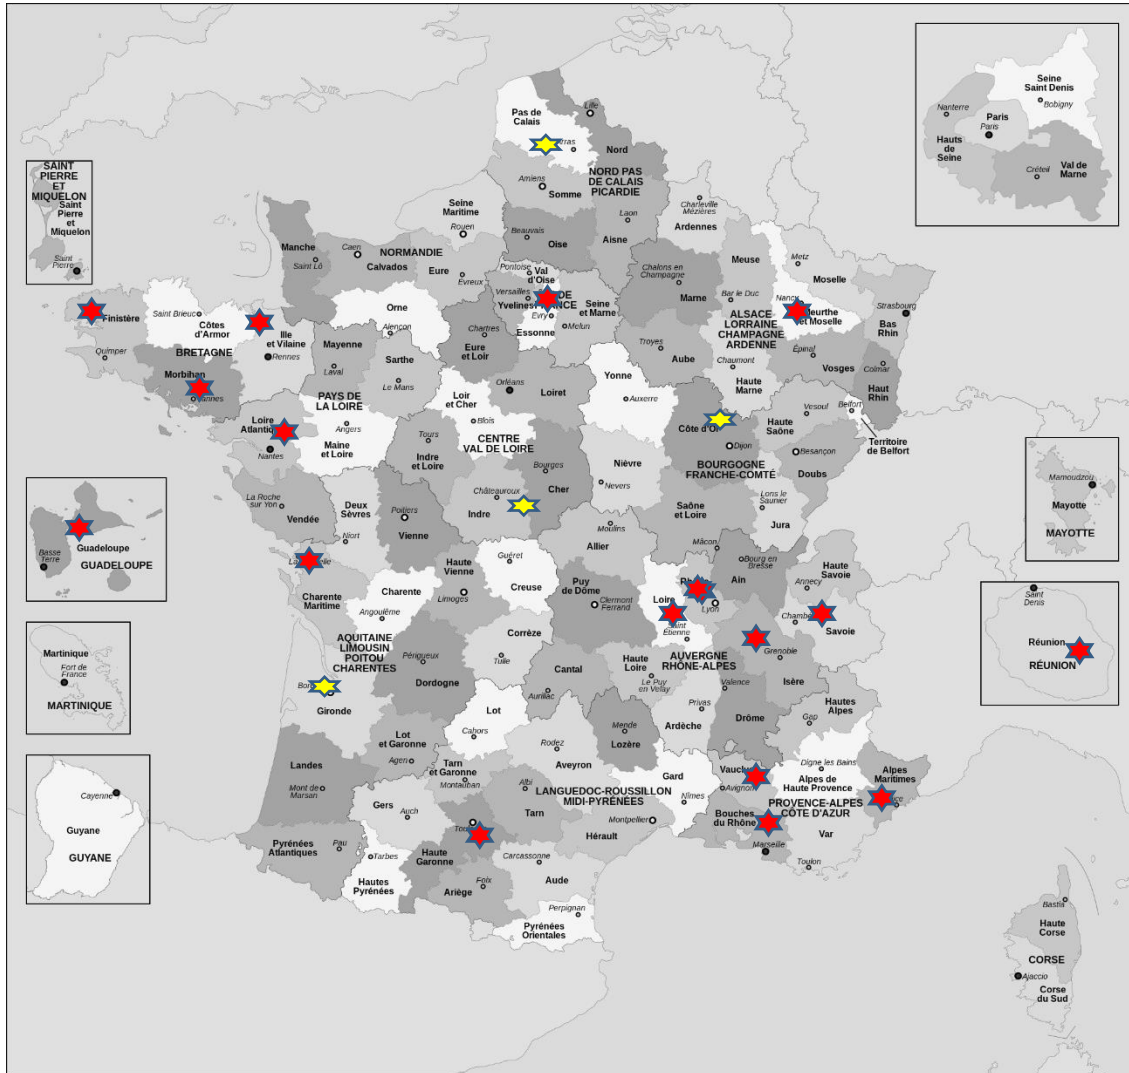 Seine
Saint Denis
Bobigny
Nanterre
Paris
Paris
Hauts
de
Seine
Créteil
Val de
Marne
Lille
Pas de
Calais
Nord
NORD PAS
DE CALAIS
PICARDIE
Amiens
Somme
SAINT
PIERRE
ET
MIQUELON
Saint
Pierre
et
Miquelon
Saint
Pierre
Charleville
Mézières
Ardennes
Seine
Maritime
Rouen
Laon
Aisne
Beauvais
Oise
Manche
Saint Lô
Caen
NORMANDIE
Calvados
Eure
Évreux
Pontoise
Val
d'Oise
Versailles
Yvelines
Evry
Essonne
Seine
et Marne
Melun
Meuse
Metz
Moselle
Chalons en
Champagne
Marne
Bar le Duc
Nancy
et Moselle
Strasbourg
Bas
Rhin
ALSACE
LORRAINE
CHAMPAGNE
ARDENNE
Finistère
Saint Brieuc
Côtes
d'Armor
Orne
Alençon
Ille
et Vilaine
Rennes
Quimper
BRETAGNE
Morbihan
Mayenne
Laval
Sarthe
Le Mans
Chartres
Eure
et Loir
Troyes
Aube
Chaumont
Haute
Marne
Épinal
Vosges
Colmar
Haut
Rhin
PAYS DE
LA LOIRE
Loire
Atlantique
Nantes
Angers
Maine
et Loire
Loir
et Cher
Blois
Orléans
Loiret
Yonne
Auxerre
Côte d'Or
Dijon
Vesoul
Haute
Saône
Belfort
Territoire
de Belfort
Tours
Indre
et Loire
CENTRE
VAL DE LOIRE
Bourges
Cher
Nièvre
Nevers
BOURGOGNE
FRANCHE-COMTÉ
Besançon
Doubs
Mamoudzou
Mayotte
MAYOTTE
La Roche
sur Yon
Vendée
Deux
Sèvres
Niort
Poitiers
Vienne
Châteauroux
Indre
Saône
et Loire
Lons le
Saunier
Jura
Guadeloupe
Basse
Terre
GUADELOUPE
Charente
Maritime
Charente
Angoulême
Haute
Vienne
Limoges
Guéret
Creuse
Moulins
Allier
Mâcon
Bourg en
Bresse
Ain
Haute
Savoie
Annecy
Puy
de Dôme
Clermont
Ferrand
Loire
Lyon
Saint
Étienne
Savoie
Saint
Denis
Réunion
RÉUNION
Martinique
Fort de
France
MARTINIQUE
AQUITAINE
LIMOUSIN
POITOU
CHARENTES
Gironde
Périgueux
Dordogne
Corrèze
Tulle
Cantal
Aurillac
Haute
Loire
Le Puy
en Velay
AUVERGNE
RHÔNE-ALPES
Grenoble
Isère
Valence
Privas
Ardèche
Drôme
Hautes
Alpes
Gap
Lot
Cahors
Lot
et Garonne
Agen
Landes
Mont de
Marsan
Rodez
Aveyron
Mende
Lozère
Tarn
et Garonne
Montauban
Albi
Tarn
LANGUEDOC-ROUSSILLON
MIDI-PYRÉNÉES
Gard
Nîmes
Avignon
Digne les Bains
Alpes de
Haute Provence
Alpes
Maritimes
PROVENCE-ALPES
CÔTE D'AZUR
Bouches
du Rhône
Marseille
Var
Toulon
Cayenne
Guyane
GUYANE
Gers
Auch
Pyrénées
Atlantiques
Pau
Tarbes
Hautes
Pyrénées
Haute
Garonne
Montpellier
Hérault
Carcassonne
Aude
Foix
Ariège
Perpignan
Pyrénées
Orientales
Bastia
Haute
Corse
CORSE
Ajaccio
Corse
du Sud